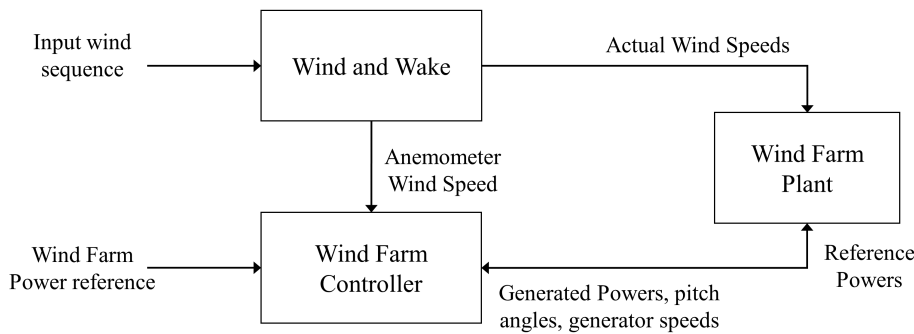 Input wind
sequence
Wind and Wake
Actual Wind Speeds
Anemometer
Wind Speed
Wind Farm
Plant
Wind Farm
Power reference
Wind Farm
Controller
Generated Powers, pitch
angles, generator speeds
Reference
Powers